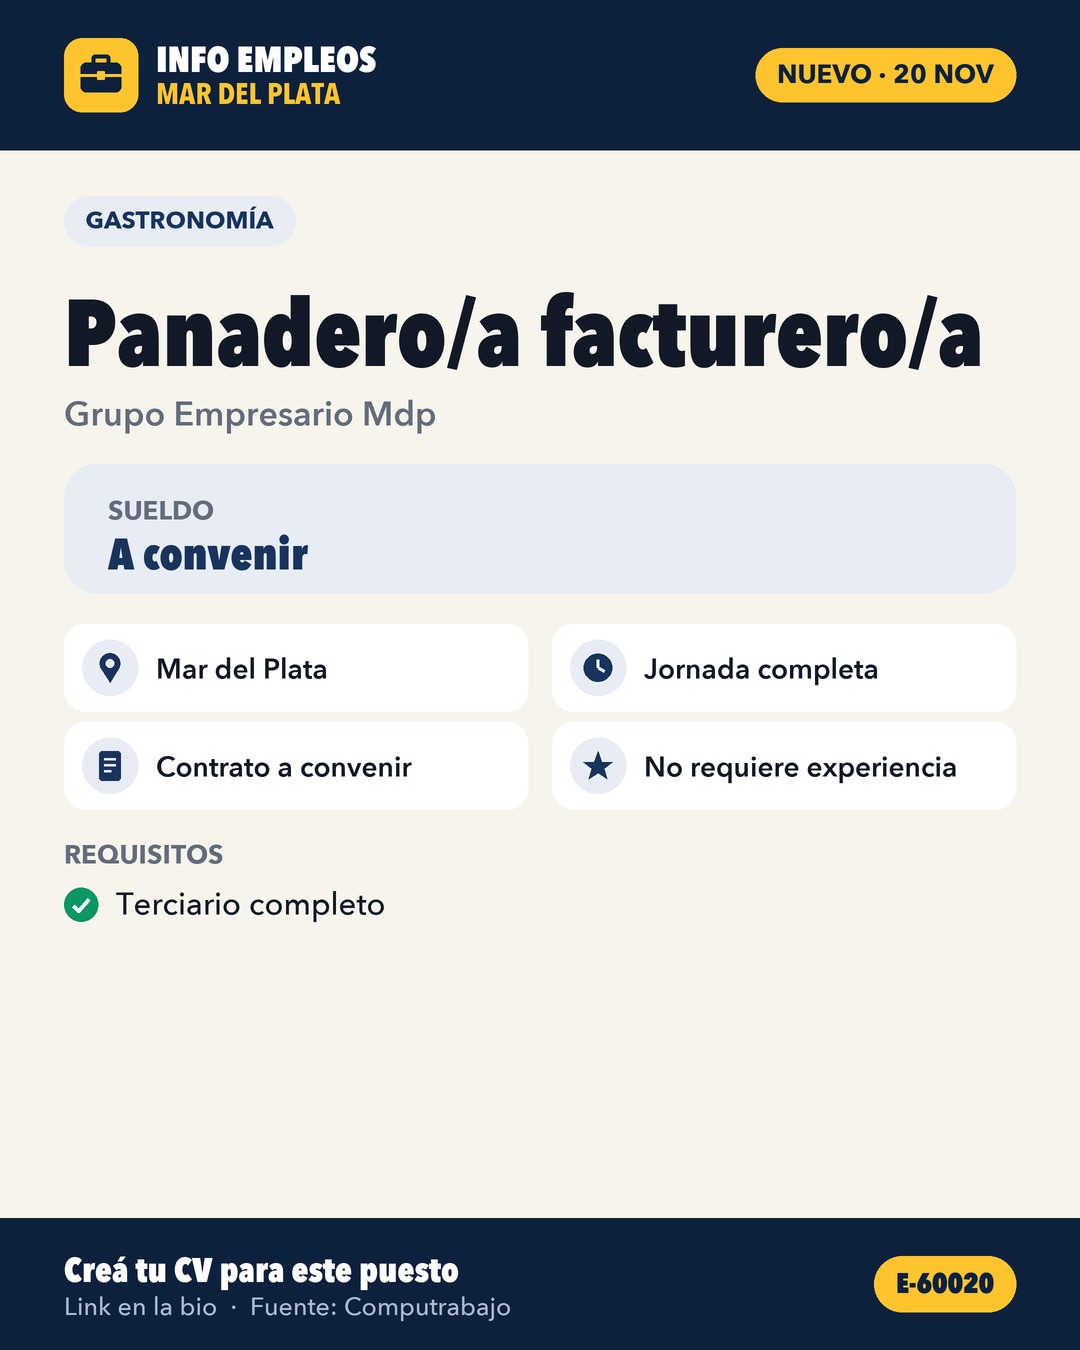 INFO EMPLEOS
MAR DEL PLATA
NUEVO · 20 NOV
GASTRONOMÍA
Panadero/a facturero/a
Grupo Empresario Mdp
SUELDO
A convenir
Mar del Plata
Jornada completa
Contrato a convenir
No requiere experiencia
REQUISITOS
Terciario completo
Creá tu CV para este puesto
Link en la bio · Fuente: Computrabajo
E-60020